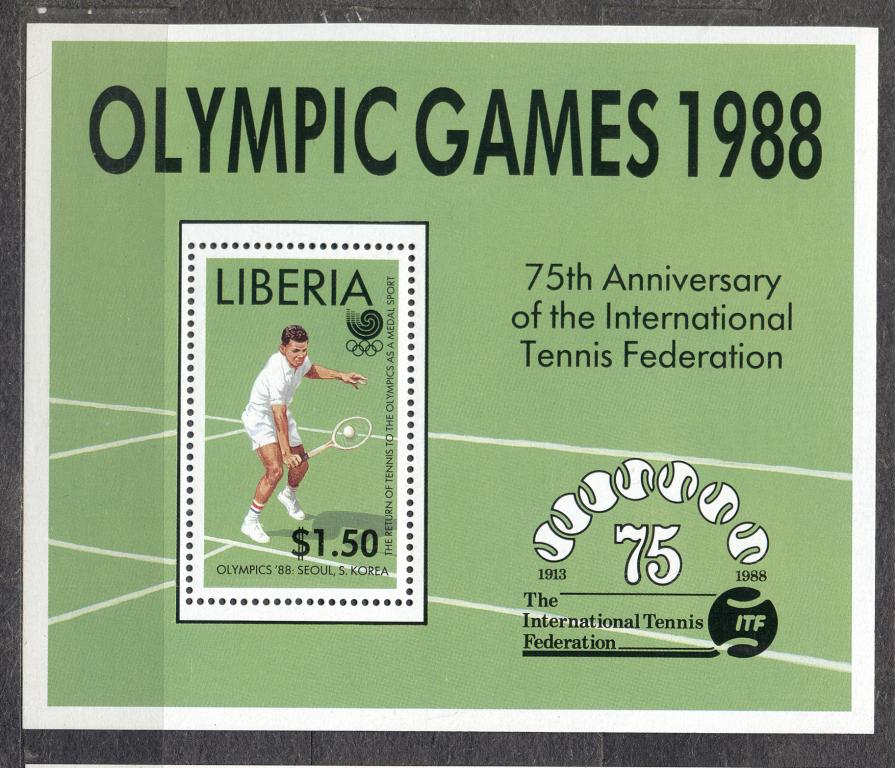 OLYMPIC GAMES 1988
LIBERIA
THE RETURN OF TENNIS TO THE OLYMPICS AS A MEDAL SPORT
$1.50
OLYMPICS '88: SEOUL, S. KOREA
75th Anniversary
of the International
Tennis Federation
75
1913 1988
The
International Tennis
Federation
ITF